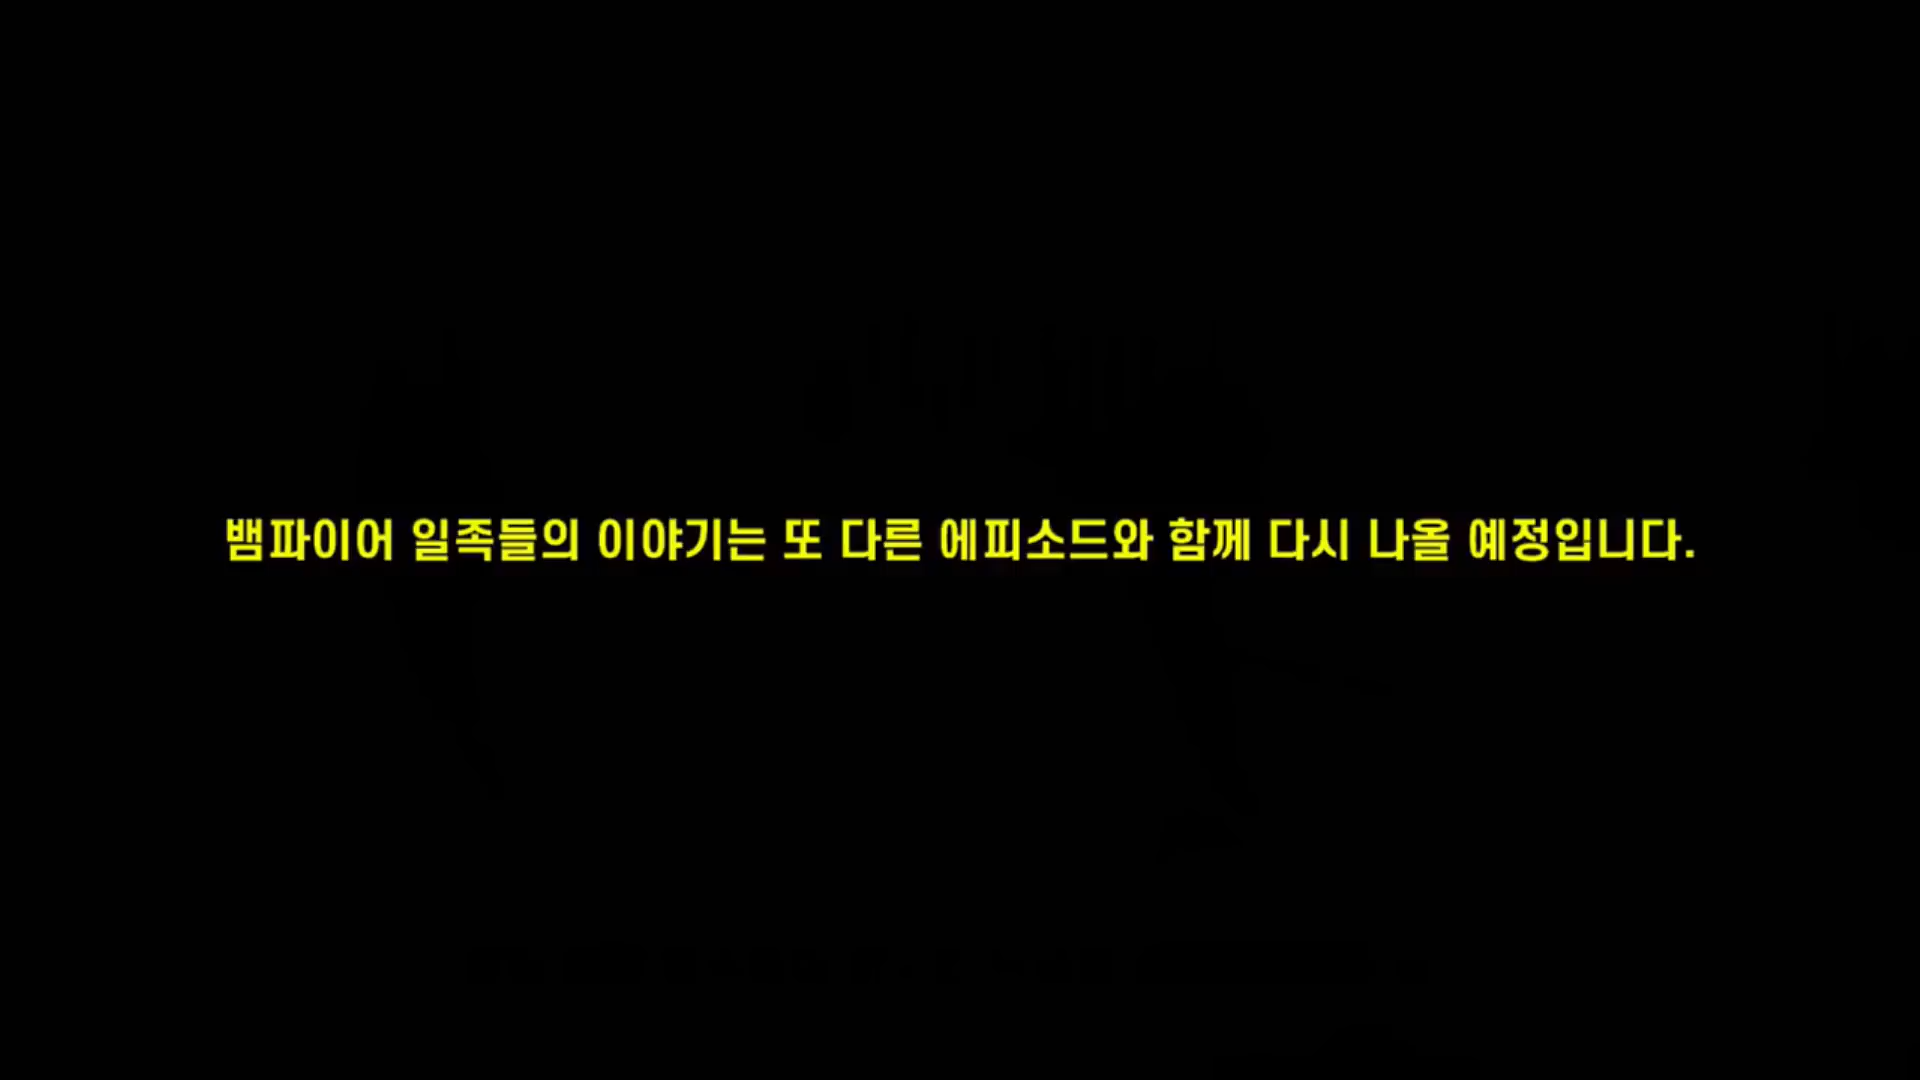 뱀파이어 일족들의 이야기는 또 다른 에피소드와 함께 다시 나올 예정입니다.